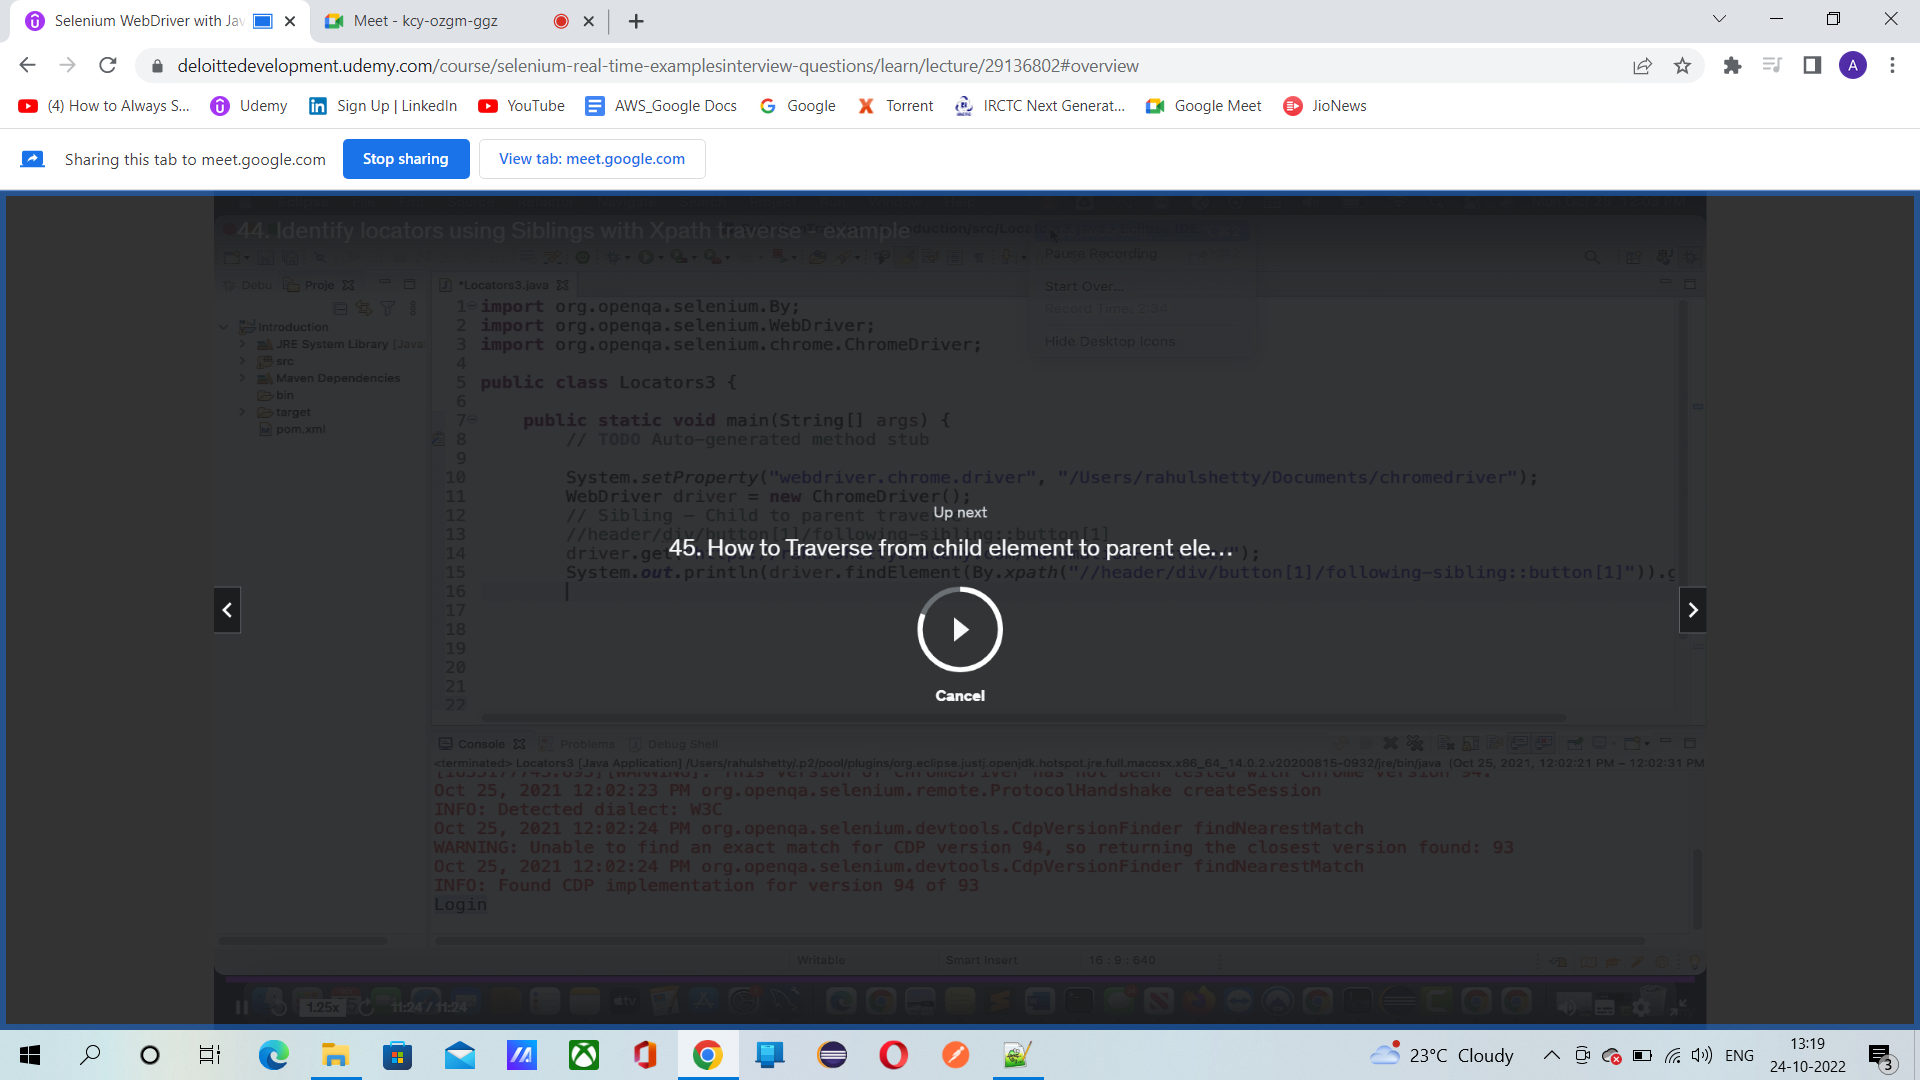 Selenium WebDriver with Jav
Meet - kcy-ozgm-ggz
deloittedevelopment.udemy.com/course/selenium-real-time-examplesinterview-questions/learn/lecture/29136802#overview
A
(4) How to Always S...
Udemy
Sign Up | LinkedIn
YouTube
AWS_Google Docs
Google
Torrent
IRCTC Next Generat...
Google Meet
JioNews
Sharing this tab to meet.google.com
Stop sharing
View tab: meet.google.com
44. Identify locators using Siblings with Xpath traverse - example
Pause Recording
Start Over...
Record Time: 2:34
Hide Desktop Icons
Debu
Proje
*Locators3.java
Introduction
JRE System Library [Java
src
Maven Dependencies
bin
target
pom.xml
1 import org.openqa.selenium.By;
2 import org.openqa.selenium.WebDriver;
3 import org.openqa.selenium.chrome.ChromeDriver;
4
5 public class Locators3 {
6
7 public static void main(String[] args) {
8 // TODO Auto-generated method stub
9
10 System.setProperty("webdriver.chrome.driver", "/Users/rahulshetty/Documents/chromedriver");
11 WebDriver driver = new ChromeDriver();
12 // Sibling - Child to parent traverse
13 //header/div/button[1]/following-sibling::button[1]
14 driver.get("
15 System.out.println(driver.findElement(By.xpath("//header/div/button[1]/following-sibling::button[1]")).g
16
17
18
19
20
21
22
Up next
45. How to Traverse from child element to parent ele...
Cancel
Console
Problems
Debug Shell
<terminated> Locators3 [Java Application] /Users/rahulshetty/.p2/pool/plugins/org.eclipse.justj.openjdk.hotspot.jre.full.macosx.x86_64_14.0.2.v20200815-0932/jre/bin/java (Oct 25, 2021, 12:02:21 PM – 12:02:31 PM
[WARNING]: This version of ChromeDriver has not been tested with Chrome version 94.
Oct 25, 2021 12:02:23 PM org.openqa.selenium.remote.ProtocolHandshake createSession
INFO: Detected dialect: W3C
Oct 25, 2021 12:02:24 PM org.openqa.selenium.devtools.CdpVersionFinder findNearestMatch
WARNING: Unable to find an exact match for CDP version 94, so returning the closest version found: 93
Oct 25, 2021 12:02:24 PM org.openqa.selenium.devtools.CdpVersionFinder findNearestMatch
INFO: Found CDP implementation for version 94 of 93
Login
Writable
Smart Insert
16 : 9 : 640
1.25x
11:24 / 11:24
23°C Cloudy
ENG
13:19
24-10-2022
3